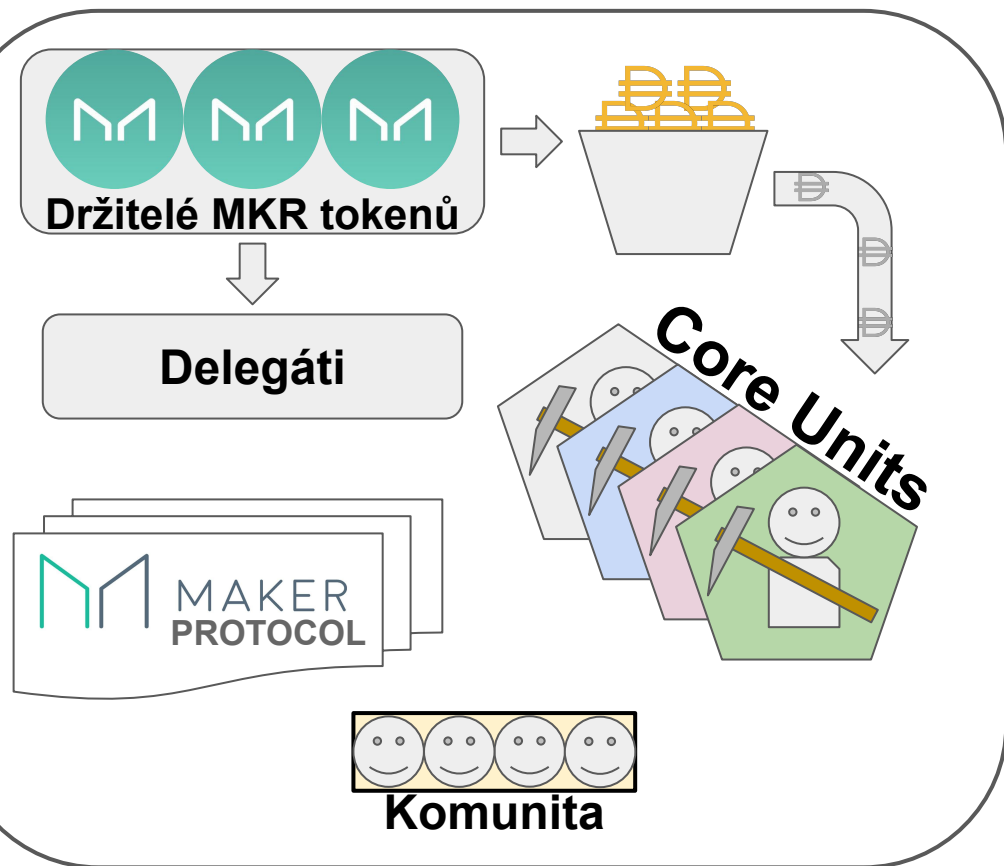 Držitelé MKR tokenů
Delegáti
Core Units
MAKER
PROTOCOL
Komunita